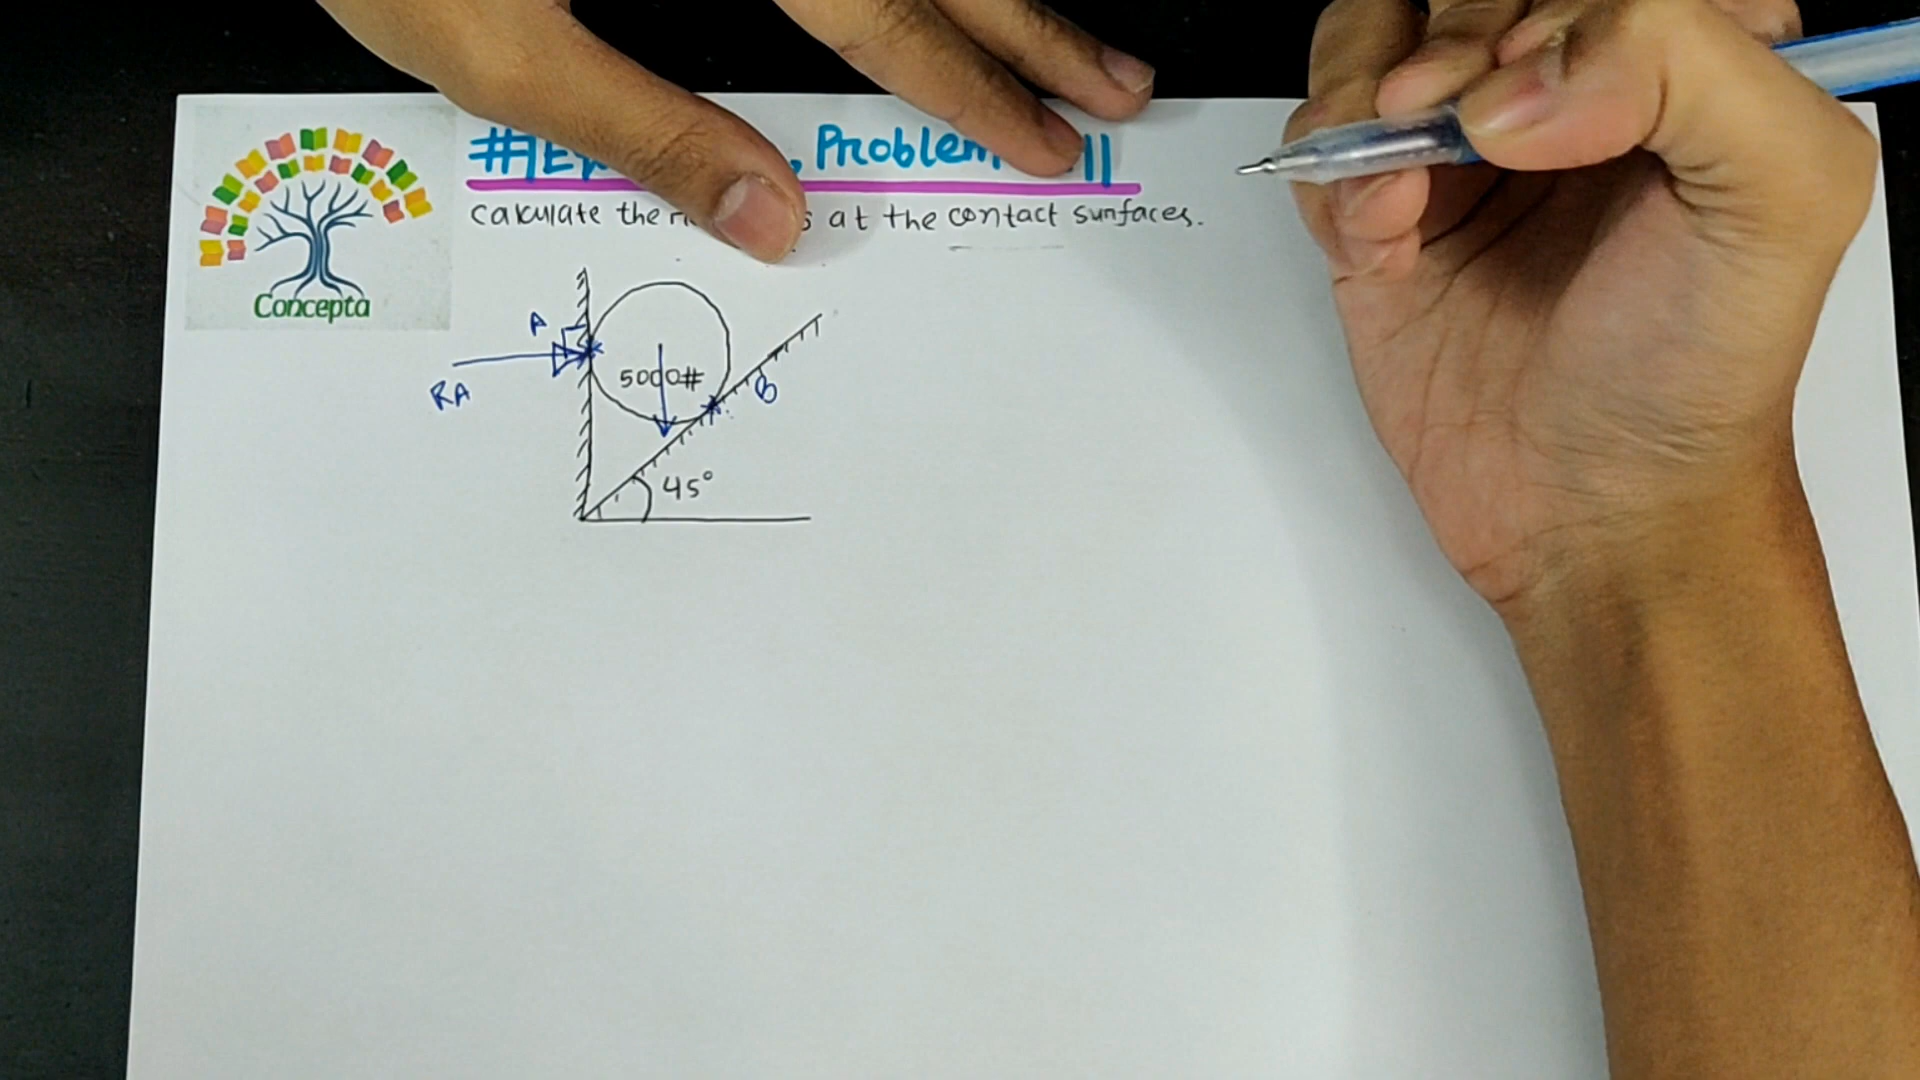 Concepta
, Problem 11
calculate the at the contact surfaces.
A
RA
5000#
B
45°